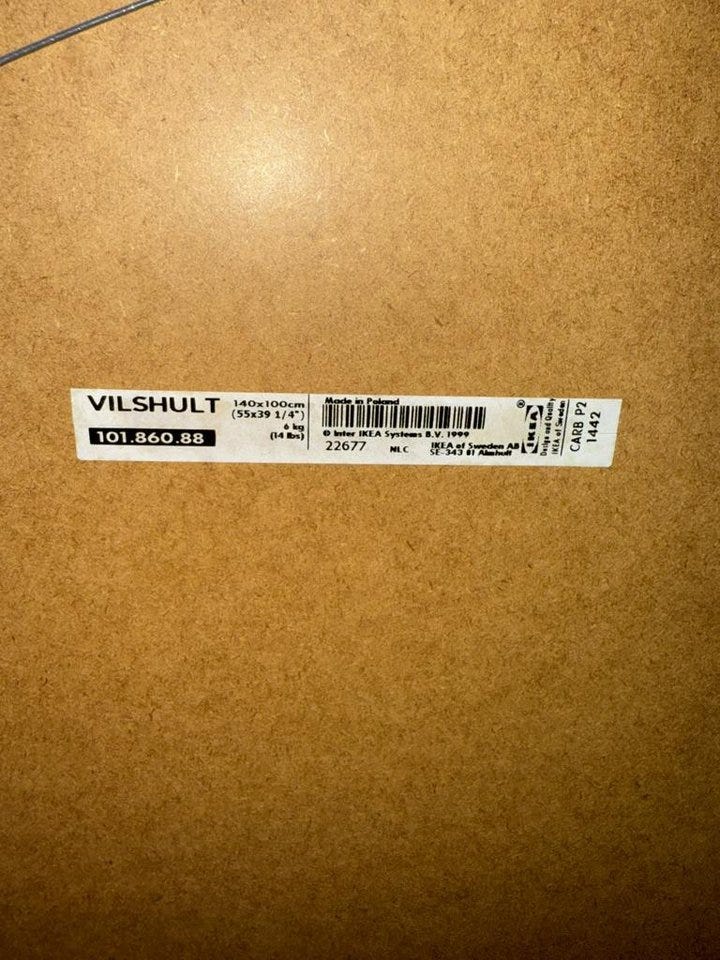 VILSHULT
101.860.88
140x100cm
(55x39 1/4")
6 kg
(14 lbs)
Made in Poland
© Inter IKEA Systems B.V. 1999
22677 NLC
IKEA of Sweden AB
SE-343 81 Älmhult
IKEA ®
Design and Quality
IKEA of Sweden
CARB P2
1442